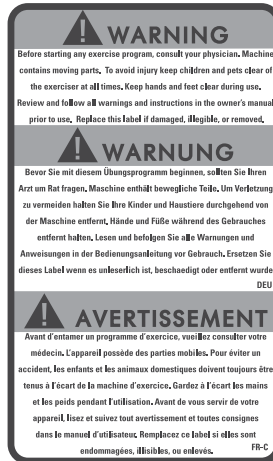 WARNING
Before starting any exercise program, consult your physician. Machine
contains moving parts. To avoid injury keep children and pets clear of
the exerciser at all times. Keep hands and feet clear during use.
Review and follow all warnings and instructions in the owner's manual
prior to use. Replace this label if damaged, illegible, or removed.
WARNUNG
Bevor Sie mit diesem Übungsprogramm beginnen, sollten Sie Ihren
Arzt um Rat fragen. Maschine enthält bewegliche Teile. Um Verletzung
zu vermeiden halten Sie Ihre Kinder und Haustiere durchgehend von
der Maschine entfernt. Hände und Füße während des Gebrauches
entfernt halten. Lesen und befolgen Sie alle Warnungen und
Anweisungen in der Bedienungsanleitung vor Gebrauch. Ersetzen Sie
dieses Label wenn es unleserlich ist, beschaedigt oder entfernt wurde
DEU
AVERTISSEMENT
Avant d'entamer un programme d'exercice, vueillez consulter votre
médecin. L'appareil possède des parties mobiles. Pour éviter un
accident, les enfants et les animaux domestiques doivent toujours être
tenus à l'écart de la machine d'exercice. Gardez à l'écart les mains
et les peids pendant l'utilisation. Avant de vous servir de votre
appareil, lisez et suivez tout avertissement et toutes consignes
dans le manuel d'utilisateur. Remplacez ce label si elles sont
endommagées, illisibles, ou enlevés. FR-C